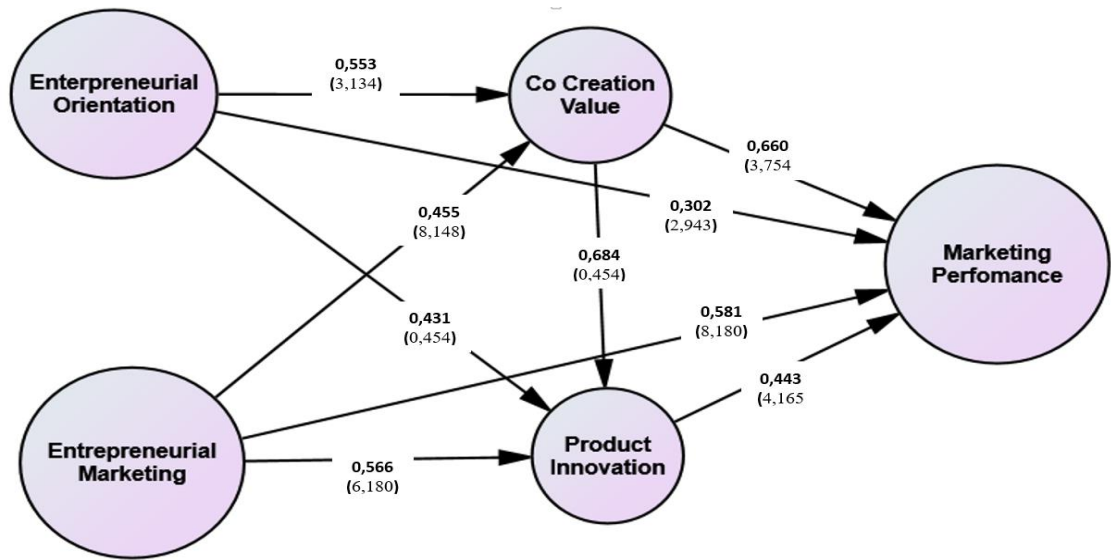 Enterpreneurial
Orientation
0,553
(3,134)
Co Creation
Value
0,660
(3,754
0,302
(2,943)
0,455
(8,148)
0,684
(0,454)
Marketing
Perfomance
0,431
(0,454)
0,581
(8,180)
0,443
(4,165
Entrepreneurial
Marketing
0,566
(6,180)
Product
Innovation